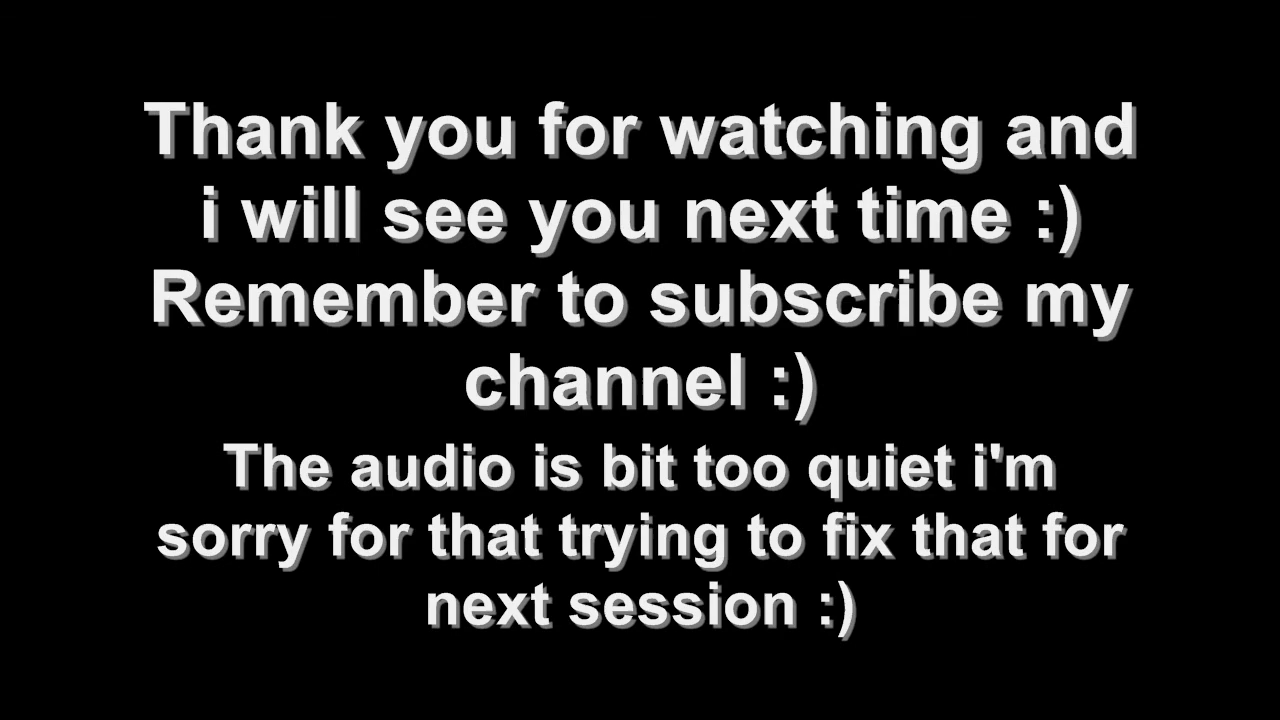 Thank you for watching and
i will see you next time :)
Remember to subscribe my
channel :)
The audio is bit too quiet i'm
sorry for that trying to fix that for
next session :)